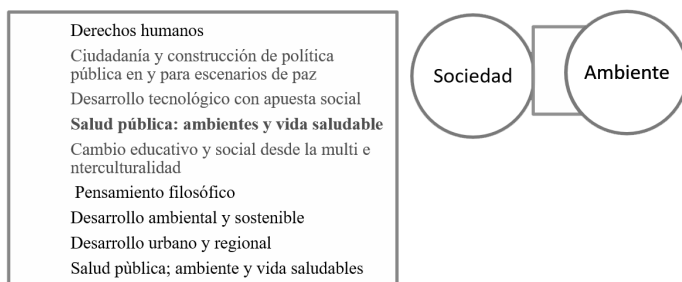 Derechos humanos
Ciudadanía y construcción de política
pública en y para escenarios de paz
Desarrollo tecnológico con apuesta social
Salud pública: ambientes y vida saludable
Cambio educativo y social desde la multi e
nterculturalidad
Pensamiento filosófico
Desarrollo ambiental y sostenible
Desarrollo urbano y regional
Salud pùblica; ambiente y vida saludables
Sociedad
Ambiente